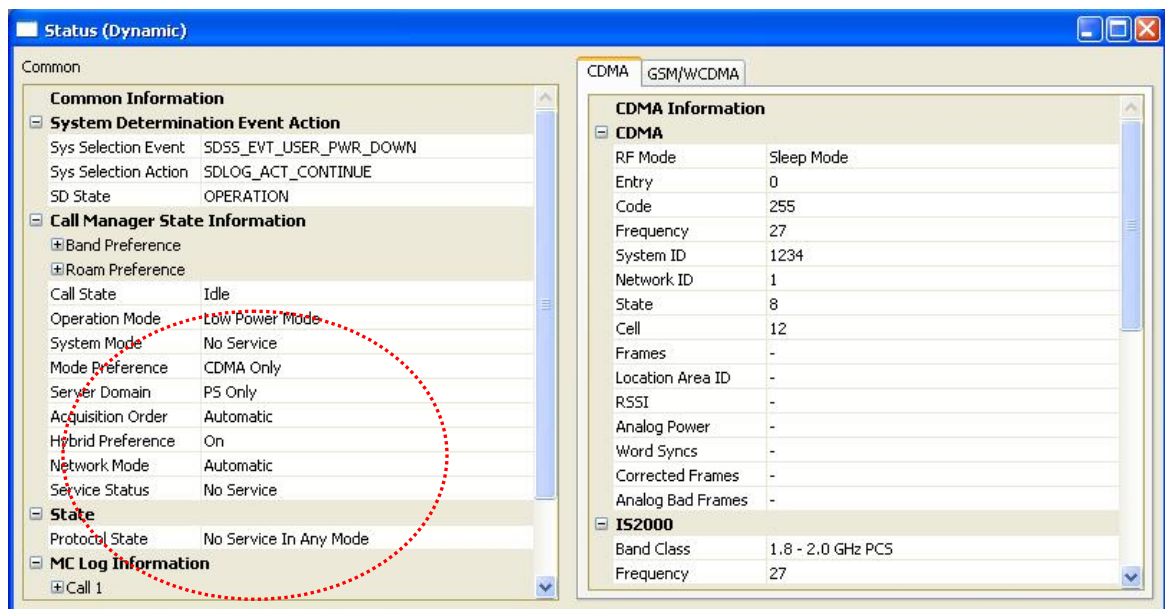 Status (Dynamic)
Common
Common Information
System Determination Event Action
Sys Selection Event SDSS_EVT_USER_PWR_DOWN
Sys Selection Action SDLOG_ACT_CONTINUE
SD State OPERATION
Call Manager State Information
Band Preference
Roam Preference
Call State Idle
Operation Mode Low Power Mode
System Mode No Service
Mode Preference CDMA Only
Server Domain PS Only
Acquisition Order Automatic
Hybrid Preference On
Network Mode Automatic
Service Status No Service
State
Protocol State No Service In Any Mode
MC Log Information
Call 1
CDMA GSM/WCDMA
CDMA Information
CDMA
RF Mode Sleep Mode
Entry 0
Code 255
Frequency 27
System ID 1234
Network ID 1
State 8
Cell 12
Frames -
Location Area ID -
RSSI -
Analog Power -
Word Syncs -
Corrected Frames -
Analog Bad Frames -
IS2000
Band Class 1.8 - 2.0 GHz PCS
Frequency 27